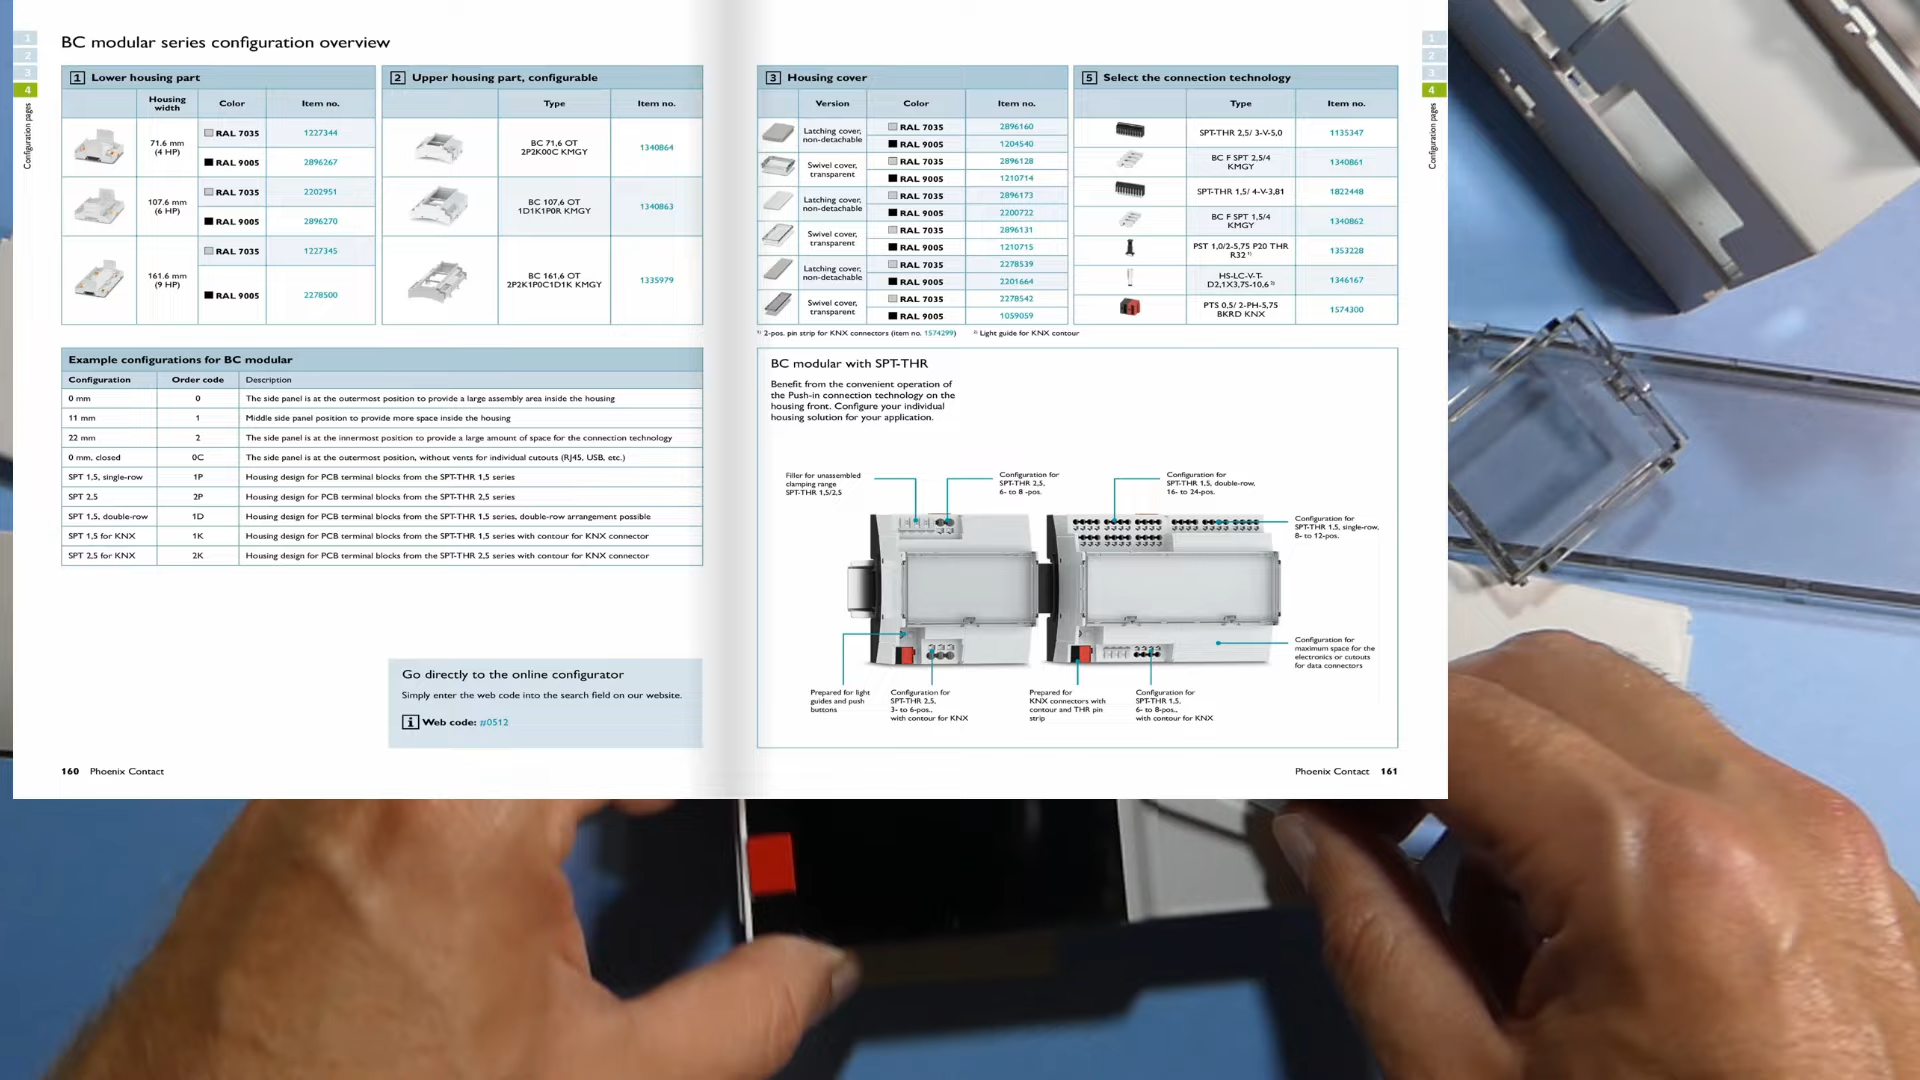 1
2
3
4
Configuration pages
BC modular series configuration overview
1 Lower housing part
Housing width Color Item no.
71.6 mm (4 HP) RAL 7035 1227344
RAL 9005 2896267
107.6 mm (6 HP) RAL 7035 2202951
RAL 9005 2896270
161.6 mm (9 HP) RAL 7035 1227345
RAL 9005 2278500
2 Upper housing part, configurable
Type Item no.
BC 71,6 OT 2P2K00C KMGY 1340864
BC 107,6 OT 1D1K1P0R KMGY 1340863
BC 161,6 OT 2P2K1P0C1D1K KMGY 1335979
Example configurations for BC modular
Configuration Order code Description
0 mm 0 The side panel is at the outermost position to provide a large assembly area inside the housing
11 mm 1 Middle side panel position to provide more space inside the housing
22 mm 2 The side panel is at the innermost position to provide a large amount of space for the connection technology
0 mm, closed 0C The side panel is at the outermost position, without vents for individual cutouts (RJ45, USB, etc.)
SPT 1,5, single-row 1P Housing design for PCB terminal blocks from the SPT-THR 1,5 series
SPT 2,5 2P Housing design for PCB terminal blocks from the SPT-THR 2,5 series
SPT 1,5, double-row 1D Housing design for PCB terminal blocks from the SPT-THR 1,5 series, double-row arrangement possible
SPT 1,5 for KNX 1K Housing design for PCB terminal blocks from the SPT-THR 1,5 series with contour for KNX connector
SPT 2,5 for KNX 2K Housing design for PCB terminal blocks from the SPT-THR 2,5 series with contour for KNX connector
Go directly to the online configurator
Simply enter the web code into the search field on our website.
i Web code: #0512
160 Phoenix Contact
3 Housing cover
Version Color Item no.
Latching cover, non-detachable RAL 7035 2896160
RAL 9005 1204540
Swivel cover, transparent RAL 7035 2896128
RAL 9005 1210714
Latching cover, non-detachable RAL 7035 2896173
RAL 9005 2200722
Swivel cover, transparent RAL 7035 2896131
RAL 9005 1210715
Latching cover, non-detachable RAL 7035 2278539
RAL 9005 2201664
Swivel cover, transparent RAL 7035 2278542
RAL 9005 1059059
5 Select the connection technology
Type Item no.
SPT-THR 2,5/ 3-V-5,0 1135347
BC F SPT 2,5/4 KMGY 1340861
SPT-THR 1,5/ 4-V-3,81 1822448
BC F SPT 1,5/4 KMGY 1340862
PST 1,0/2-5,75 P20 THR R32 1) 1353228
HS-LC-V-T-D2,1X3,75-10,6 2) 1346167
PTS 0,5/ 2-PH-5,75 BKRD KNX 1574300
1) 2-pos. pin strip for KNX connectors (item no. 1574299) 2) Light guide for KNX contour
BC modular with SPT-THR
Benefit from the convenient operation of
the Push-in connection technology on the
housing front. Configure your individual
housing solution for your application.
Filler for unassembled
clamping range
SPT-THR 1,5/2,5
Configuration for
SPT-THR 2,5,
6- to 8 -pos.
Configuration for
SPT-THR 1,5, double-row,
16- to 24-pos.
Configuration for
SPT-THR 1,5, single-row,
8- to 12-pos.
Configuration for
maximum space for the
electronics or cutouts
for data connectors
Prepared for light
guides and push
buttons
Configuration for
SPT-THR 2,5,
3- to 6-pos.,
with contour for KNX
Prepared for
KNX connectors with
contour and THR pin
strip
Configuration for
SPT-THR 1,5,
6- to 8-pos.,
with contour for KNX
Phoenix Contact 161
1
2
3
4
Configuration pages